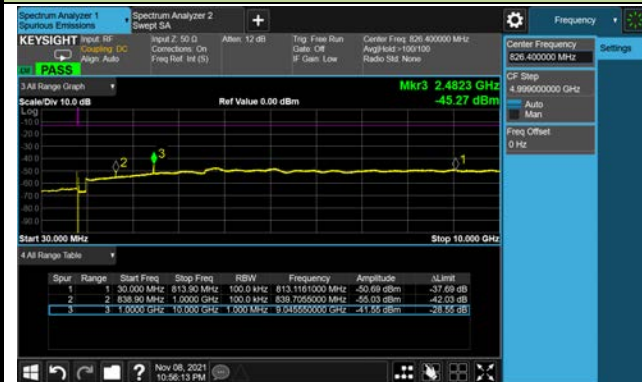 Spectrum Analyzer 1
Spurious Emissions
Spectrum Analyzer 2
Swept SA
+
Frequency
KEYSIGHT
Input: RF
Coupling: DC
Align: Auto
Input Z: 50 Ω
Corrections: On
Freq Ref: Int (S)
Atten: 12 dB
Trig: Free Run
Gate: Off
IF Gain: Low
Center Freq: 826.400000 MHz
Avg|Hold:>100/100
Radio Std: None
PASS
3 All Range Graph
Mkr3 2.4823 GHz
Scale/Div 10.0 dB
Ref Value 0.00 dBm
-45.27 dBm
Log
-10.0
-20.0
-30.0
-40.0
-50.0
-60.0
-70.0
-80.0
-90.0
2
3
1
Start 30.000 MHz
Stop 10.000 GHz
4 All Range Table
Spur Range Start Freq Stop Freq RBW Frequency Amplitude ΔLimit
1 1 30.000 MHz 813.90 MHz 100.0 kHz 813.1161000 MHz -50.69 dBm -37.69 dB
2 2 838.90 MHz 1.0000 GHz 100.0 kHz 839.7055000 MHz -55.03 dBm -42.03 dB
3 3 1.0000 GHz 10.000 GHz 1.000 MHz 9.045550000 GHz -41.55 dBm -28.55 dB
Center Frequency
826.400000 MHz
Settings
CF Step
4.999000000 GHz
Auto
Man
Freq Offset
0 Hz
?
Nov 08, 2021
10:56:13 PM